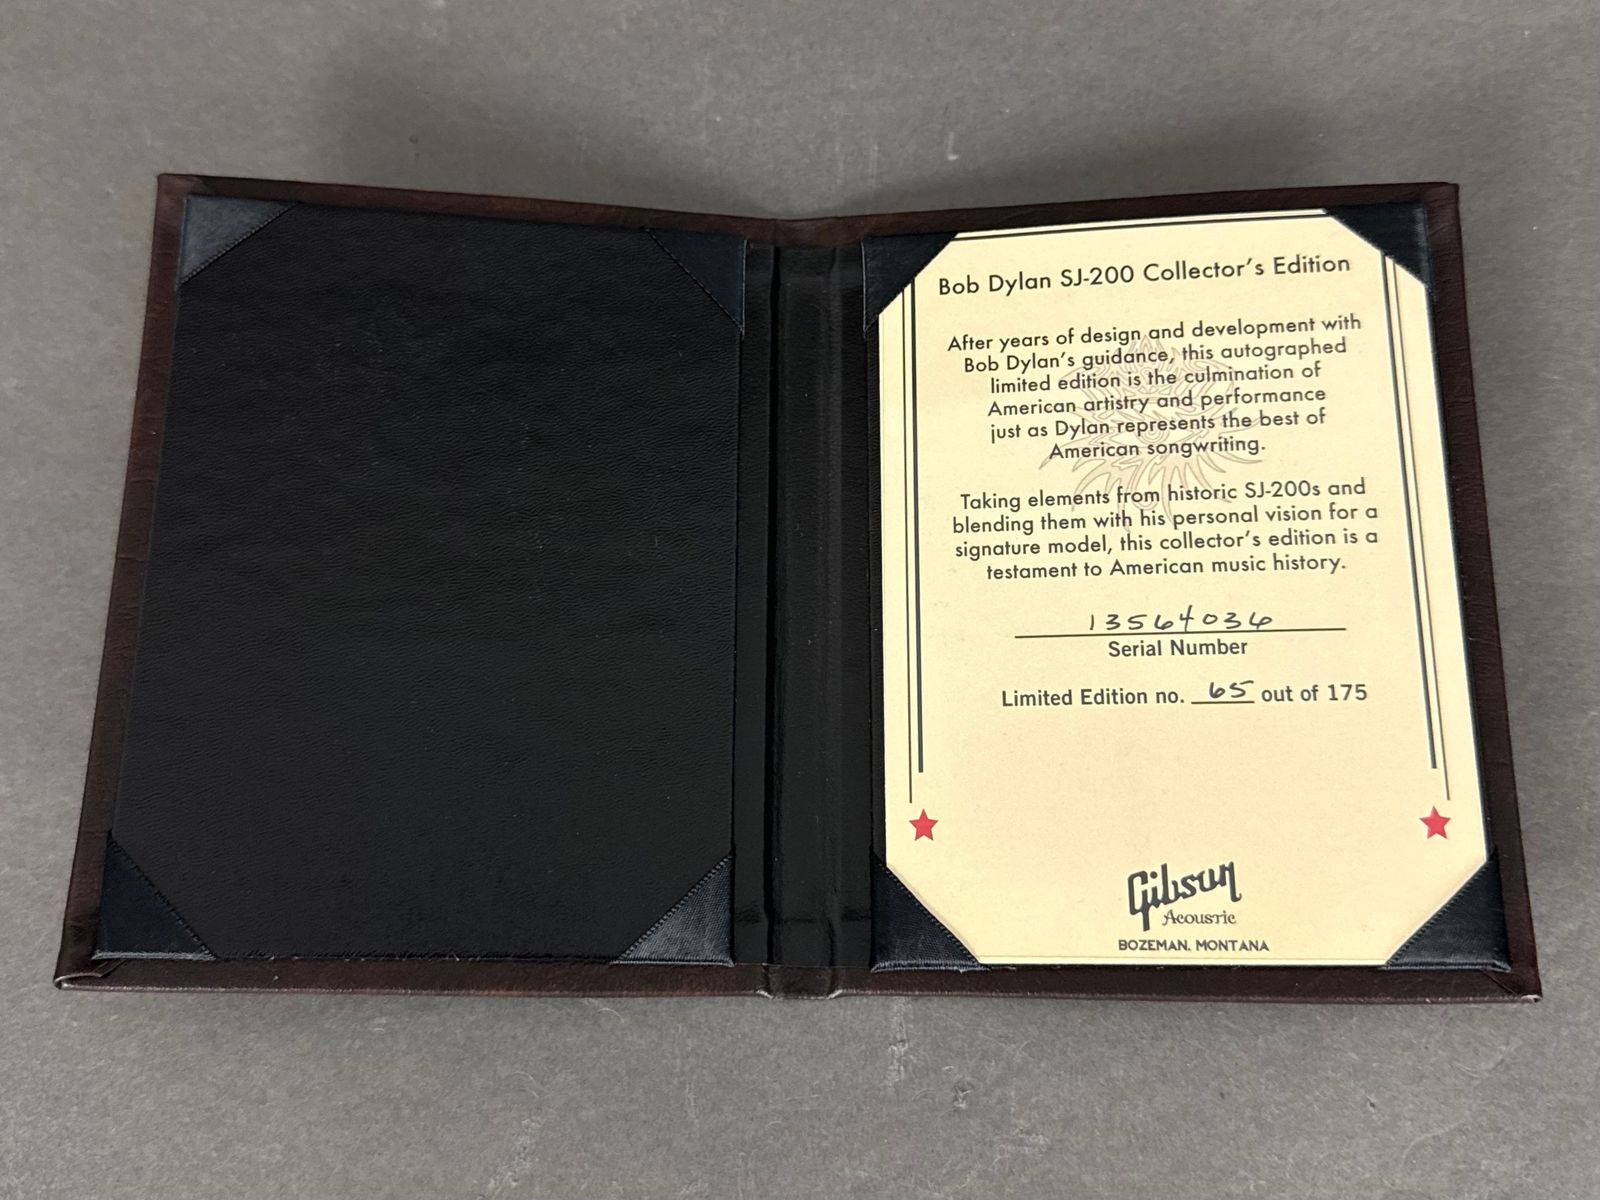 Bob Dylan SJ-200 Collector's Edition
After years of design and development with
Bob Dylan's guidance, this autographed
limited edition is the culmination of
American artistry and performance
just as Dylan represents the best of
American songwriting.
Taking elements from historic SJ-200s and
blending them with his personal vision for a
signature model, this collector's edition is a
testament to American music history.
13564036
Serial Number
Limited Edition no. 65 out of 175
Gibson
Acoustic
BOZEMAN, MONTANA